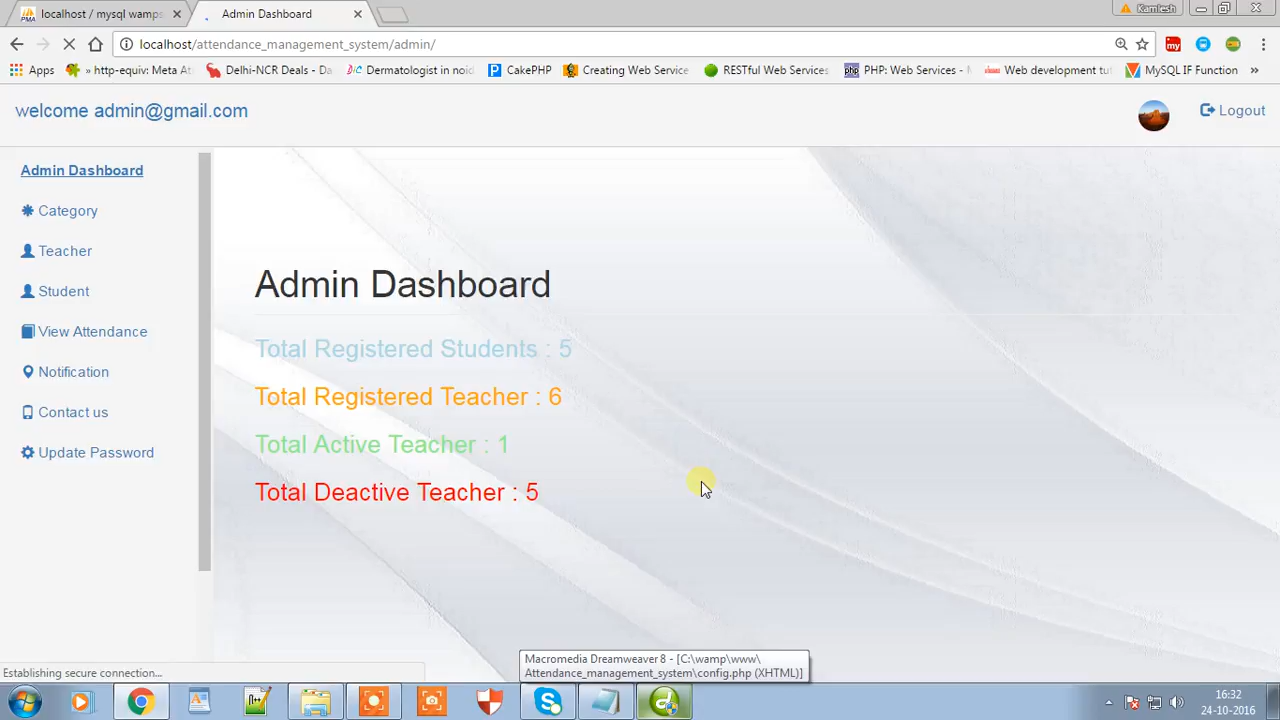 localhost / mysql wamps
Admin Dashboard
Kamlesh
localhost/attendance_management_system/admin/
Apps
» http-equiv: Meta At
Delhi-NCR Deals - Da
Dermatologist in noid
CakePHP
Creating Web Service
RESTful Web Services
PHP: Web Services - M
Web development tut
MySQL IF Function
»
welcome admin@gmail.com
Logout
Admin Dashboard
Category
Teacher
Student
View Attendance
Notification
Contact us
Update Password
Admin Dashboard
Total Registered Students : 5
Total Registered Teacher : 6
Total Active Teacher : 1
Total Deactive Teacher : 5
Establishing secure connection...
Macromedia Dreamweaver 8 - [C:\wamp\www\
Attendance_management_system\config.php (XHTML)]
16:32
24-10-2016